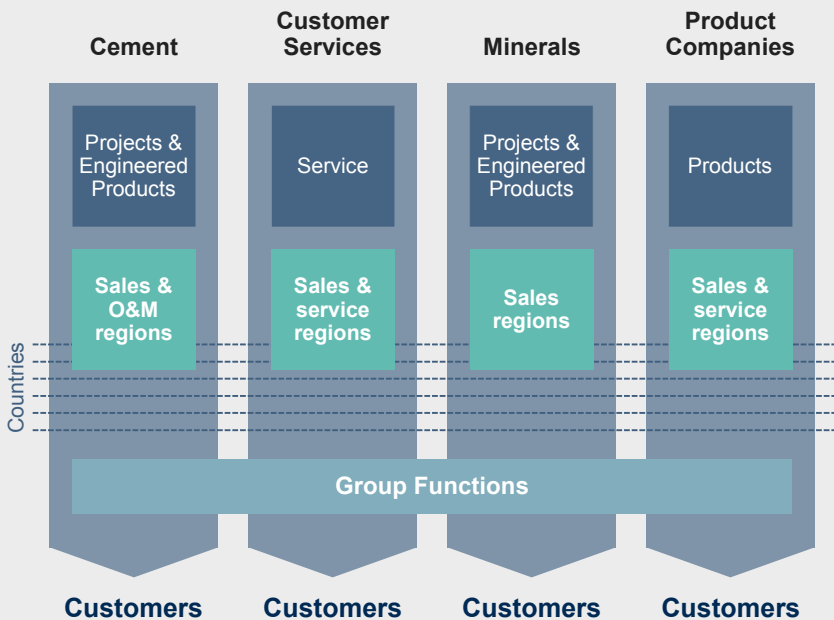 Cement
Customer
Services
Minerals
Product
Companies
Projects &
Engineered
Products
Service
Projects &
Engineered
Products
Products
Sales &
O&M
regions
Sales &
service
regions
Sales
regions
Sales &
service
regions
Countries
Group Functions
Customers
Customers
Customers
Customers